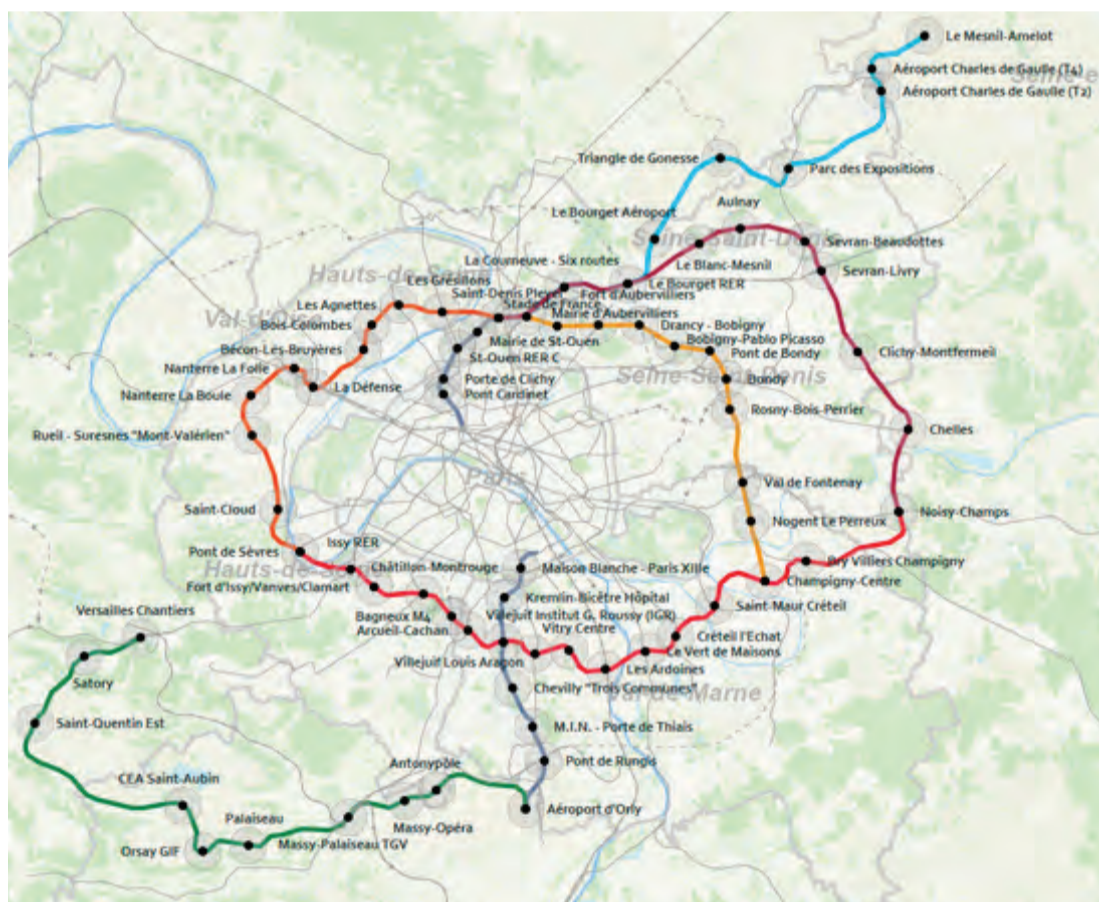 Le Mesnil-Amelot
Aéroport Charles de Gaulle (T4)
Seine-e
Aéroport Charles de Gaulle (T2)
Triangle de Gonesse
Parc des Expositions
Aulnay
Le Bourget Aéroport
Seine-Saint-Denis
Sevran-Beaudottes
La Courneuve - Six routes
Le Blanc-Mesnil
Sevran-Livry
Hauts-de-Seine
Les Grésillons
Le Bourget RER
Saint-Denis Pleyel
Fort d'Aubervilliers
Les Agnettes
Stade de France
Mairie d'Aubervilliers
Val d'Oise
Bois-Colombes
Drancy - Bobigny
Mairie de St-Ouen
Bobigny-Pablo Picasso
Bécon-Les-Bruyères
St-Ouen RER C
Pont de Bondy
Clichy-Montfermeil
Nanterre La Folie
Seine-Saint-Denis
La Défense
Porte de Clichy
Bondy
Nanterre La Boule
Pont Cardinet
Rosny-Bois-Perrier
Rueil - Suresnes "Mont-Valérien"
Chelles
Paris
Val de Fontenay
Saint-Cloud
Noisy-Champs
Nogent Le Perreux
Issy RER
Pont de Sèvres
Bry Villiers Champigny
Hauts-de-Seine
Châtillon-Montrouge
Maison Blanche - Paris XIIIe
Champigny-Centre
Fort d'Issy/Vanves/Clamart
Kremlin-Bicêtre Hôpital
Versailles Chantiers
Saint-Maur Créteil
Bagneux M4
Villejuif Institut G. Roussy (IGR)
Arcueil-Cachan
Vitry Centre
Créteil l'Echat
Le Vert de Maisons
Villejuif Louis Aragon
Les Ardoines
Satory
Chevilly "Trois Communes"
Val-de-Marne
Saint-Quentin Est
M.I.N. - Porte de Thiais
Antonypôle
Pont de Rungis
CEA Saint-Aubin
Aéroport d'Orly
Palaiseau
Massy-Opéra
Orsay GIF
Massy-Palaiseau TGV